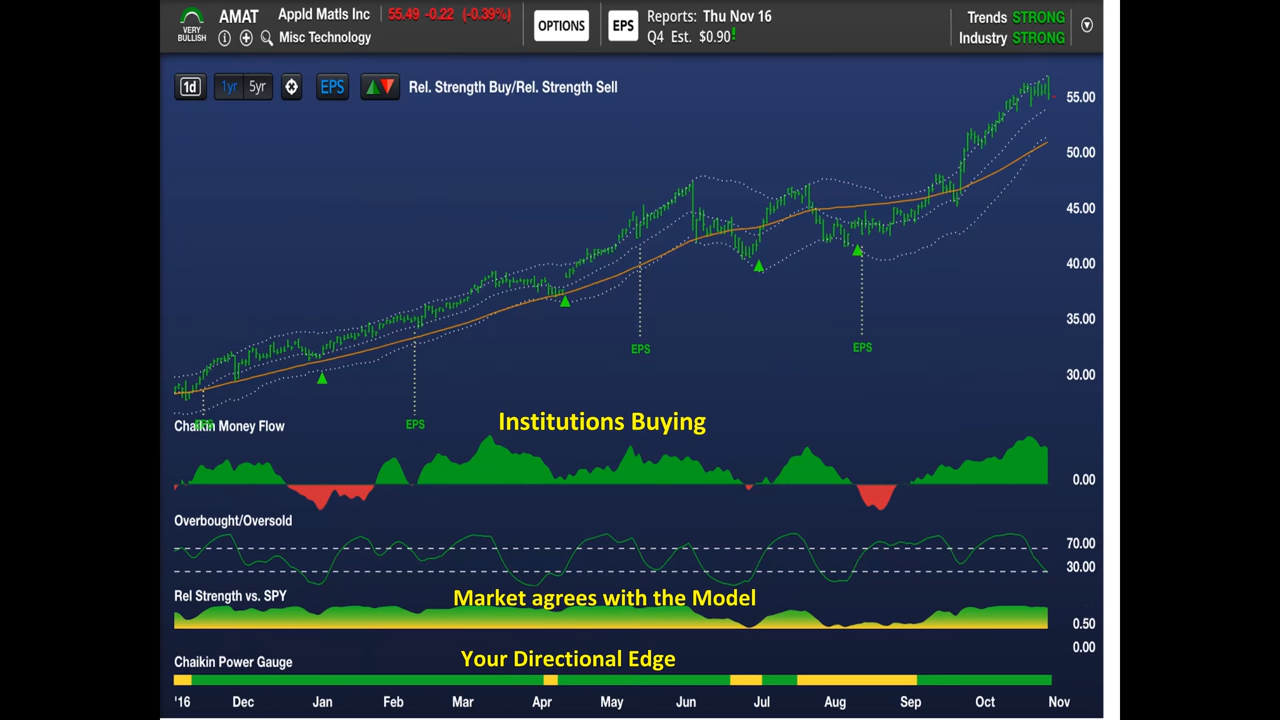 AMAT
Appld Matls Inc
55.49 -0.22 (-0.39%)
VERY
BULLISH
Misc Technology
OPTIONS
EPS
Reports: Thu Nov 16
Q4 Est. $0.90!
Trends STRONG
Industry STRONG
1d
1yr
5yr
EPS
Rel. Strength Buy/Rel. Strength Sell
55.00
50.00
45.00
40.00
35.00
30.00
EPS
EPS
EPS
EPS
Institutions Buying
Chaikin Money Flow
0.00
Overbought/Oversold
70.00
30.00
Market agrees with the Model
Rel Strength vs. SPY
0.50
0.00
Your Directional Edge
Chaikin Power Gauge
'16 Dec Jan Feb Mar Apr May Jun Jul Aug Sep Oct Nov